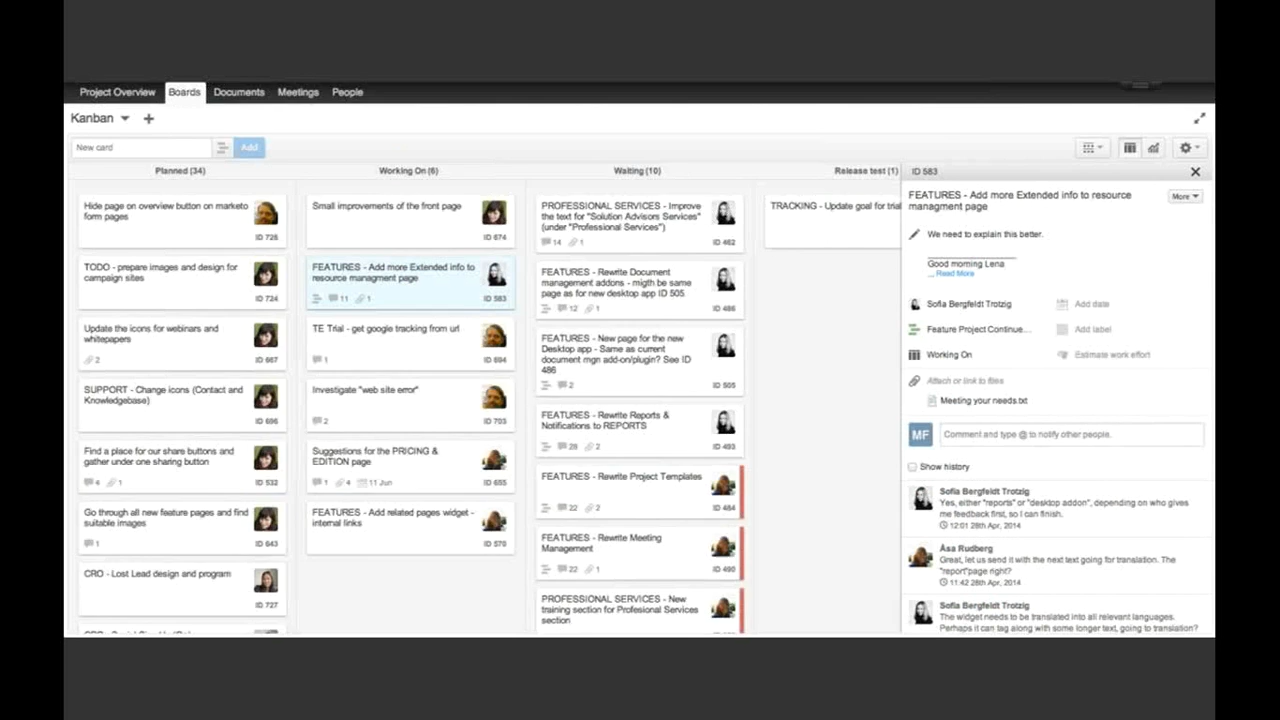 Project Overview Boards Documents Meetings People
Kanban
New card Add
Planned (34)
Hide page on overview button on marketo
form pages
ID 728
TODO - prepare images and design for
campaign sites
ID 724
Update the icons for webinars and
whitepapers
2 ID 667
SUPPORT - Change icons (Contact and
Knowledgebase)
ID 696
Find a place for our share buttons and
gather under one sharing button
4 1 ID 532
Go through all new feature pages and find
suitable images
1 ID 643
CRO - Lost Lead design and program
ID 727
Working On (6)
Small improvements of the front page
ID 674
FEATURES - Add more Extended info to
resource managment page
11 1 ID 583
TE Trial - get google tracking from url
1 ID 694
Investigate "web site error"
2 ID 703
Suggestions for the PRICING &
EDITION page
1 4 11 Jun ID 655
FEATURES - Add related pages widget -
internal links
ID 570
Waiting (10)
PROFESSIONAL SERVICES - Improve
the text for "Solution Advisors Services"
(under "Professional Services")
14 1 ID 462
FEATURES - Rewrite Document
management addons - migth be same
page as for new desktop app ID 505
12 1 ID 486
FEATURES - New page for the new
Desktop app - Same as current
document mgn add-on/plugin? See ID
486
2 ID 505
FEATURES - Rewrite Reports &
Notifications to REPORTS
28 2 ID 493
FEATURES - Rewrite Project Templates
22 2 ID 484
FEATURES - Rewrite Meeting
Management
22 1 ID 490
PROFESSIONAL SERVICES - New
training section for Profesional Services
section
Release test (1)
TRACKING - Update goal for trial
ID 583
FEATURES - Add more Extended info to resource
managment page
More
We need to explain this better.
Good morning Lena
... Read More
Sofia Bergfeldt Trotzig Add date
Feature Project Continue... Add label
Working On Estimate work effort
Attach or link to files
Meeting your needs.txt
MF Comment and type @ to notify other people.
Show history
Sofia Bergfeldt Trotzig
Yes, either "reports" or "desktop addon", depending on who gives
me feedback first, so I can finish.
12:01 28th Apr, 2014
Åsa Rudberg
Great, let us send it with the next text going for translation. The
"report"page right?
11:42 28th Apr, 2014
Sofia Bergfeldt Trotzig
The widget needs to be translated into all relevant languages.
Perhaps it can tag along with some longer text, going to translation?